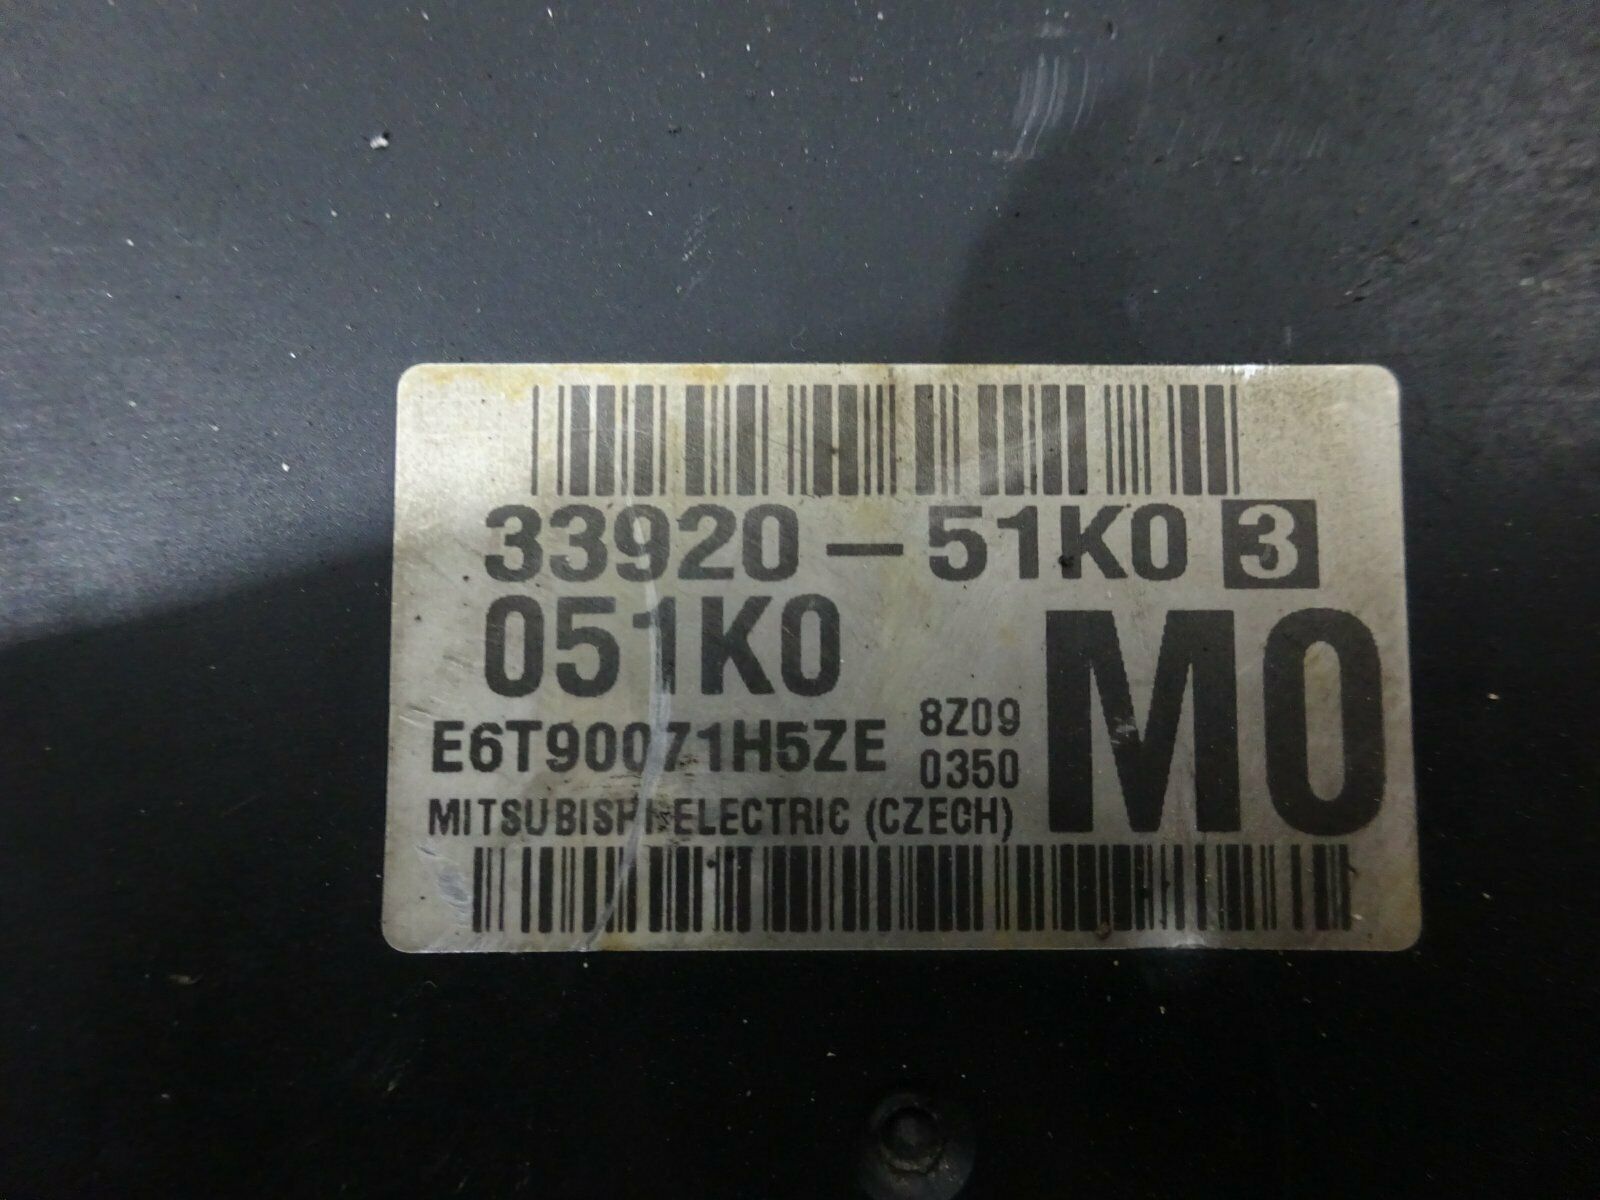 33920-51K0 3
051K0
M0
E6T90071H5ZE
8Z09
0350
MITSUBISHI ELECTRIC (CZECH)